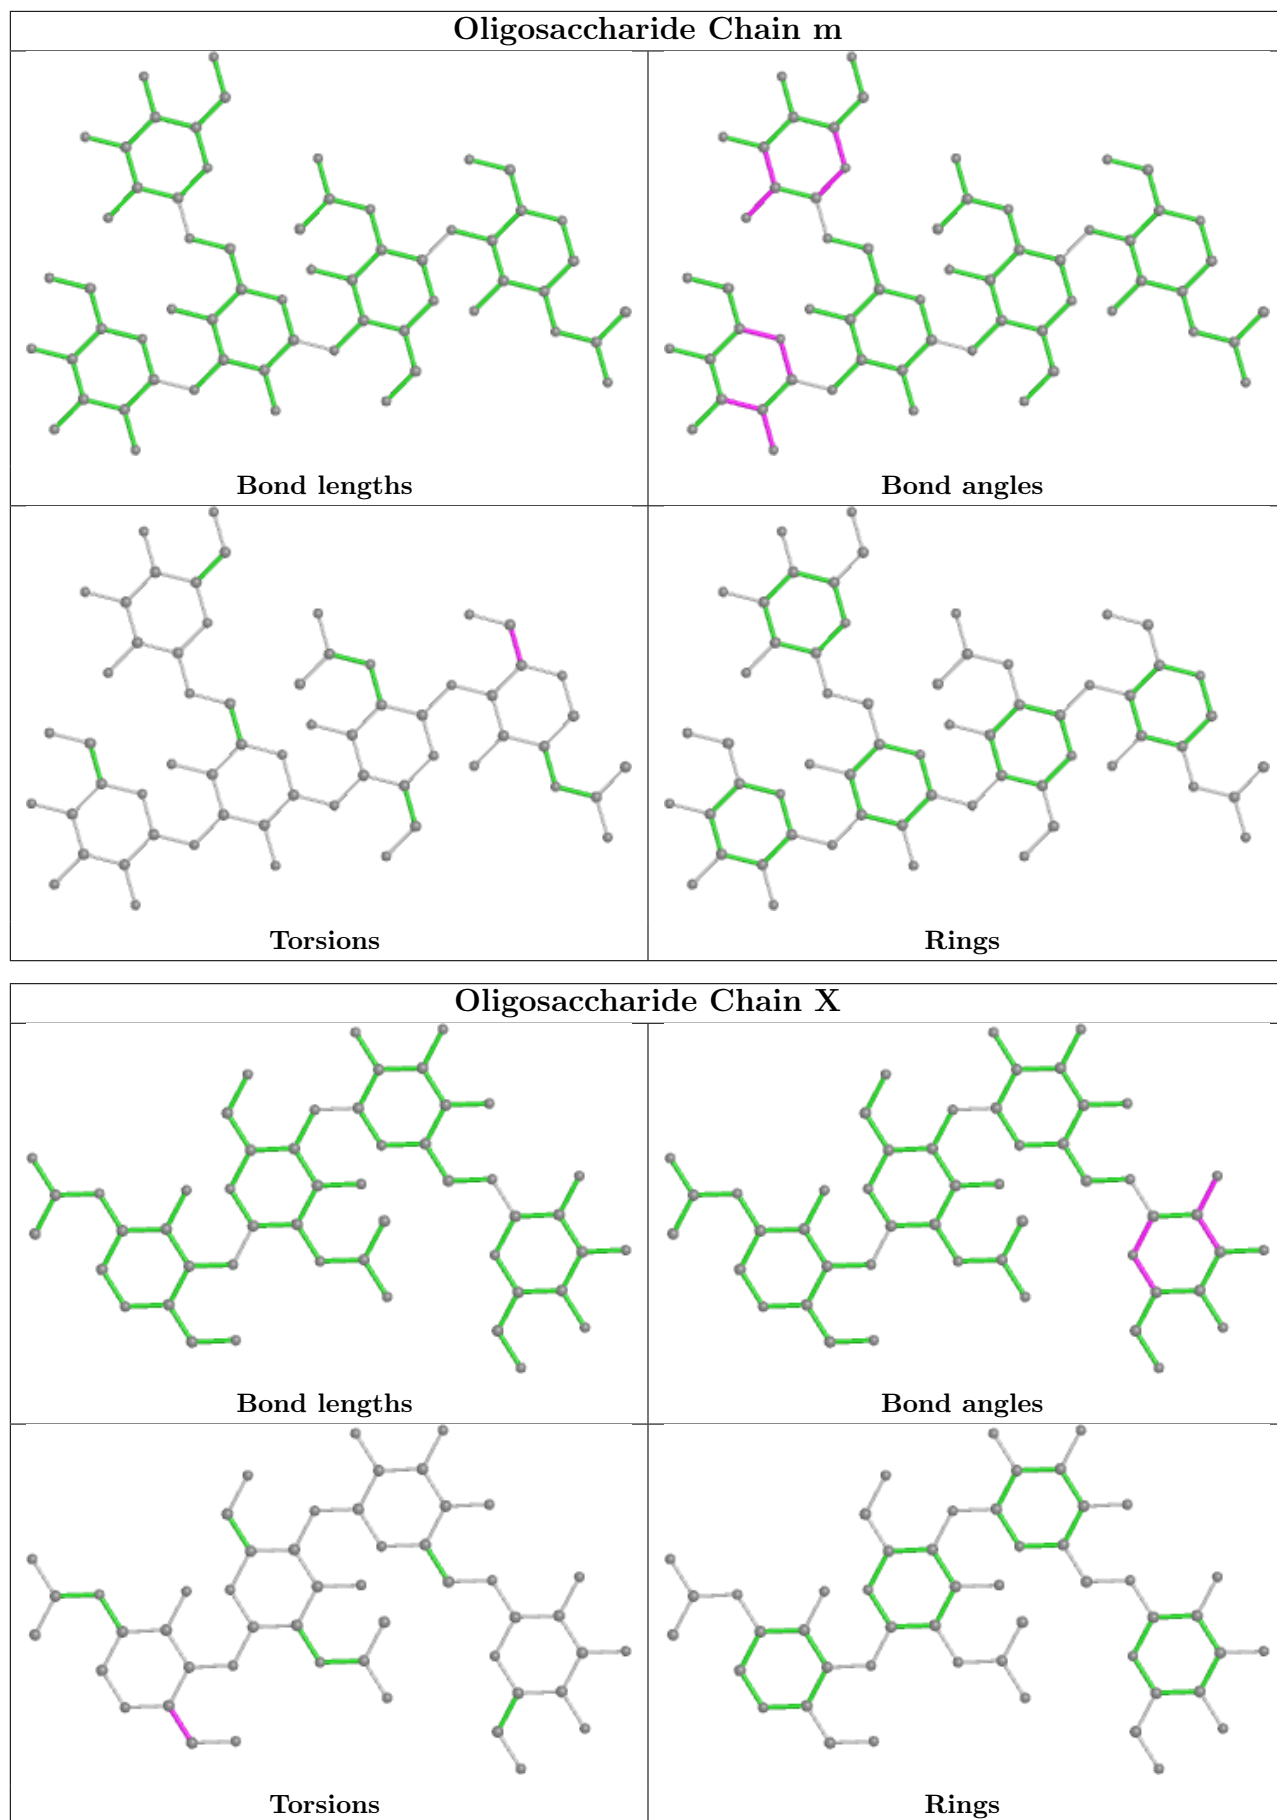 Oligosaccharide Chain m
Bond lengths
Bond angles
Torsions
Rings
Oligosaccharide Chain X
Bond lengths
Bond angles
Torsions
Rings